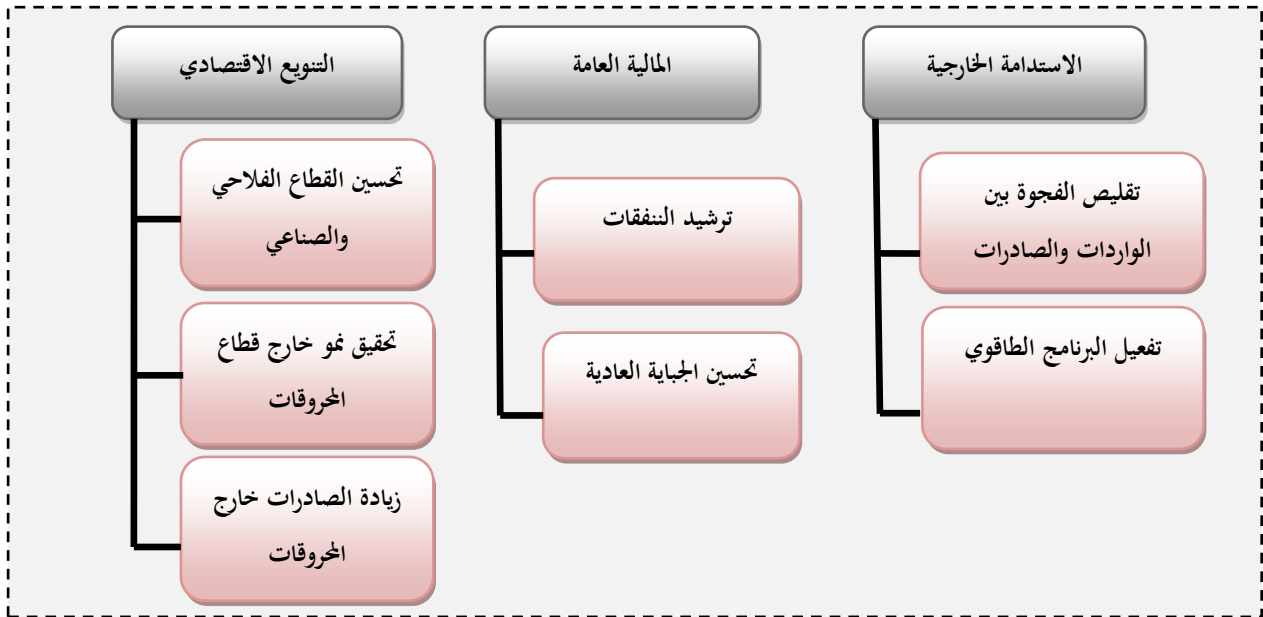 الاستدامة الخارجية
تقليص الفجوة بين
الواردات والصادرات
تفعيل البرنامج الطاقوي
المالية العامة
ترشيد الننفقات
تحسين الجباية العادية
التنويع الاقتصادي
تحسين القطاع الفلاحي
والصناعي
تحقيق نمو خارج قطاع
المحروقات
زيادة الصادرات خارج
المحروقات